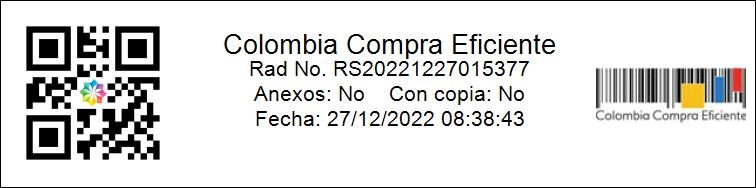 Colombia Compra Eficiente
Rad No. RS20221227015377
Anexos: No    Con copia: No
Fecha: 27/12/2022 08:38:43
Colombia Compra Eficiente